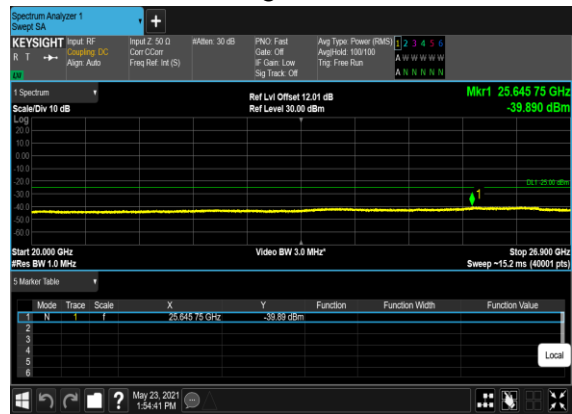 Spectrum Analyzer 1
Swept SA
+
KEYSIGHT Input: RF Input Z: 50 Ω #Atten: 30 dB PNO: Fast Avg Type: Power (RMS) 1 2 3 4 5 6
R T Coupling: DC Corr CCorr Gate: Off Avg|Hold: 100/100 A W W W W W
Align: Auto Freq Ref: Int (S) IF Gain: Low Trig: Free Run
Sig Track: Off A N N N N N
1 Spectrum Ref Lvl Offset 12.01 dB Mkr1 25.645 75 GHz
Scale/Div 10 dB Ref Level 30.00 dBm -39.890 dBm
Log
20.0
10.0
0.00
-10.0
-20.0 DL1 -25.00 dBm
-30.0 1
-40.0
-50.0
-60.0
Start 20.000 GHz Video BW 3.0 MHz* Stop 26.900 GHz
#Res BW 1.0 MHz Sweep ~15.2 ms (40001 pts)
5 Marker Table
Mode Trace Scale X Y Function Function Width Function Value
1 N 1 f 25.645 75 GHz -39.89 dBm
2
3
4
5
6
Local
? May 23, 2021
1:54:41 PM